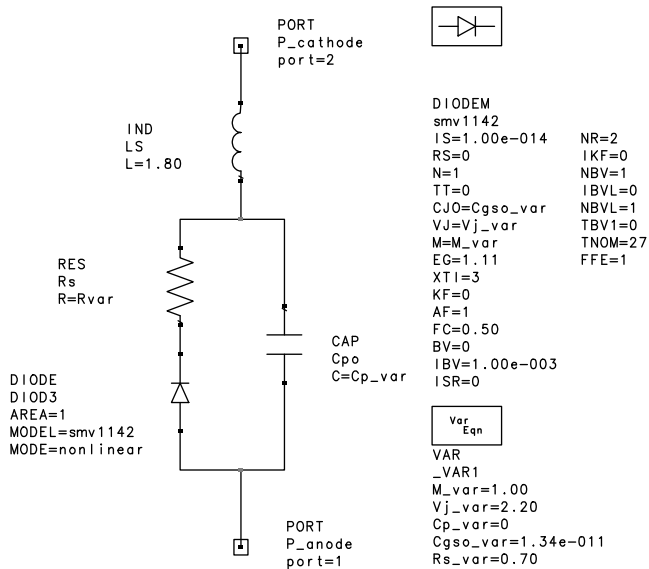 PORT
P_cathode
port=2
IND
LS
L=1.80
RES
Rs
R=Rvar
CAP
Cpo
C=Cp_var
DIODE
DIOD3
AREA=1
MODEL=smv1142
MODE=nonlinear
PORT
P_anode
port=1
DIODEM
smv1142
IS=1.00e-014
RS=0
N=1
TT=0
CJO=Cgso_var
VJ=Vj_var
M=M_var
EG=1.11
XTI=3
KF=0
AF=1
FC=0.50
BV=0
IBV=1.00e-003
ISR=0
NR=2
IKF=0
NBV=1
IBVL=0
NBVL=1
TBV1=0
TNOM=27
FFE=1
Var
Eqn
VAR
_VAR1
M_var=1.00
Vj_var=2.20
Cp_var=0
Cgso_var=1.34e-011
Rs_var=0.70